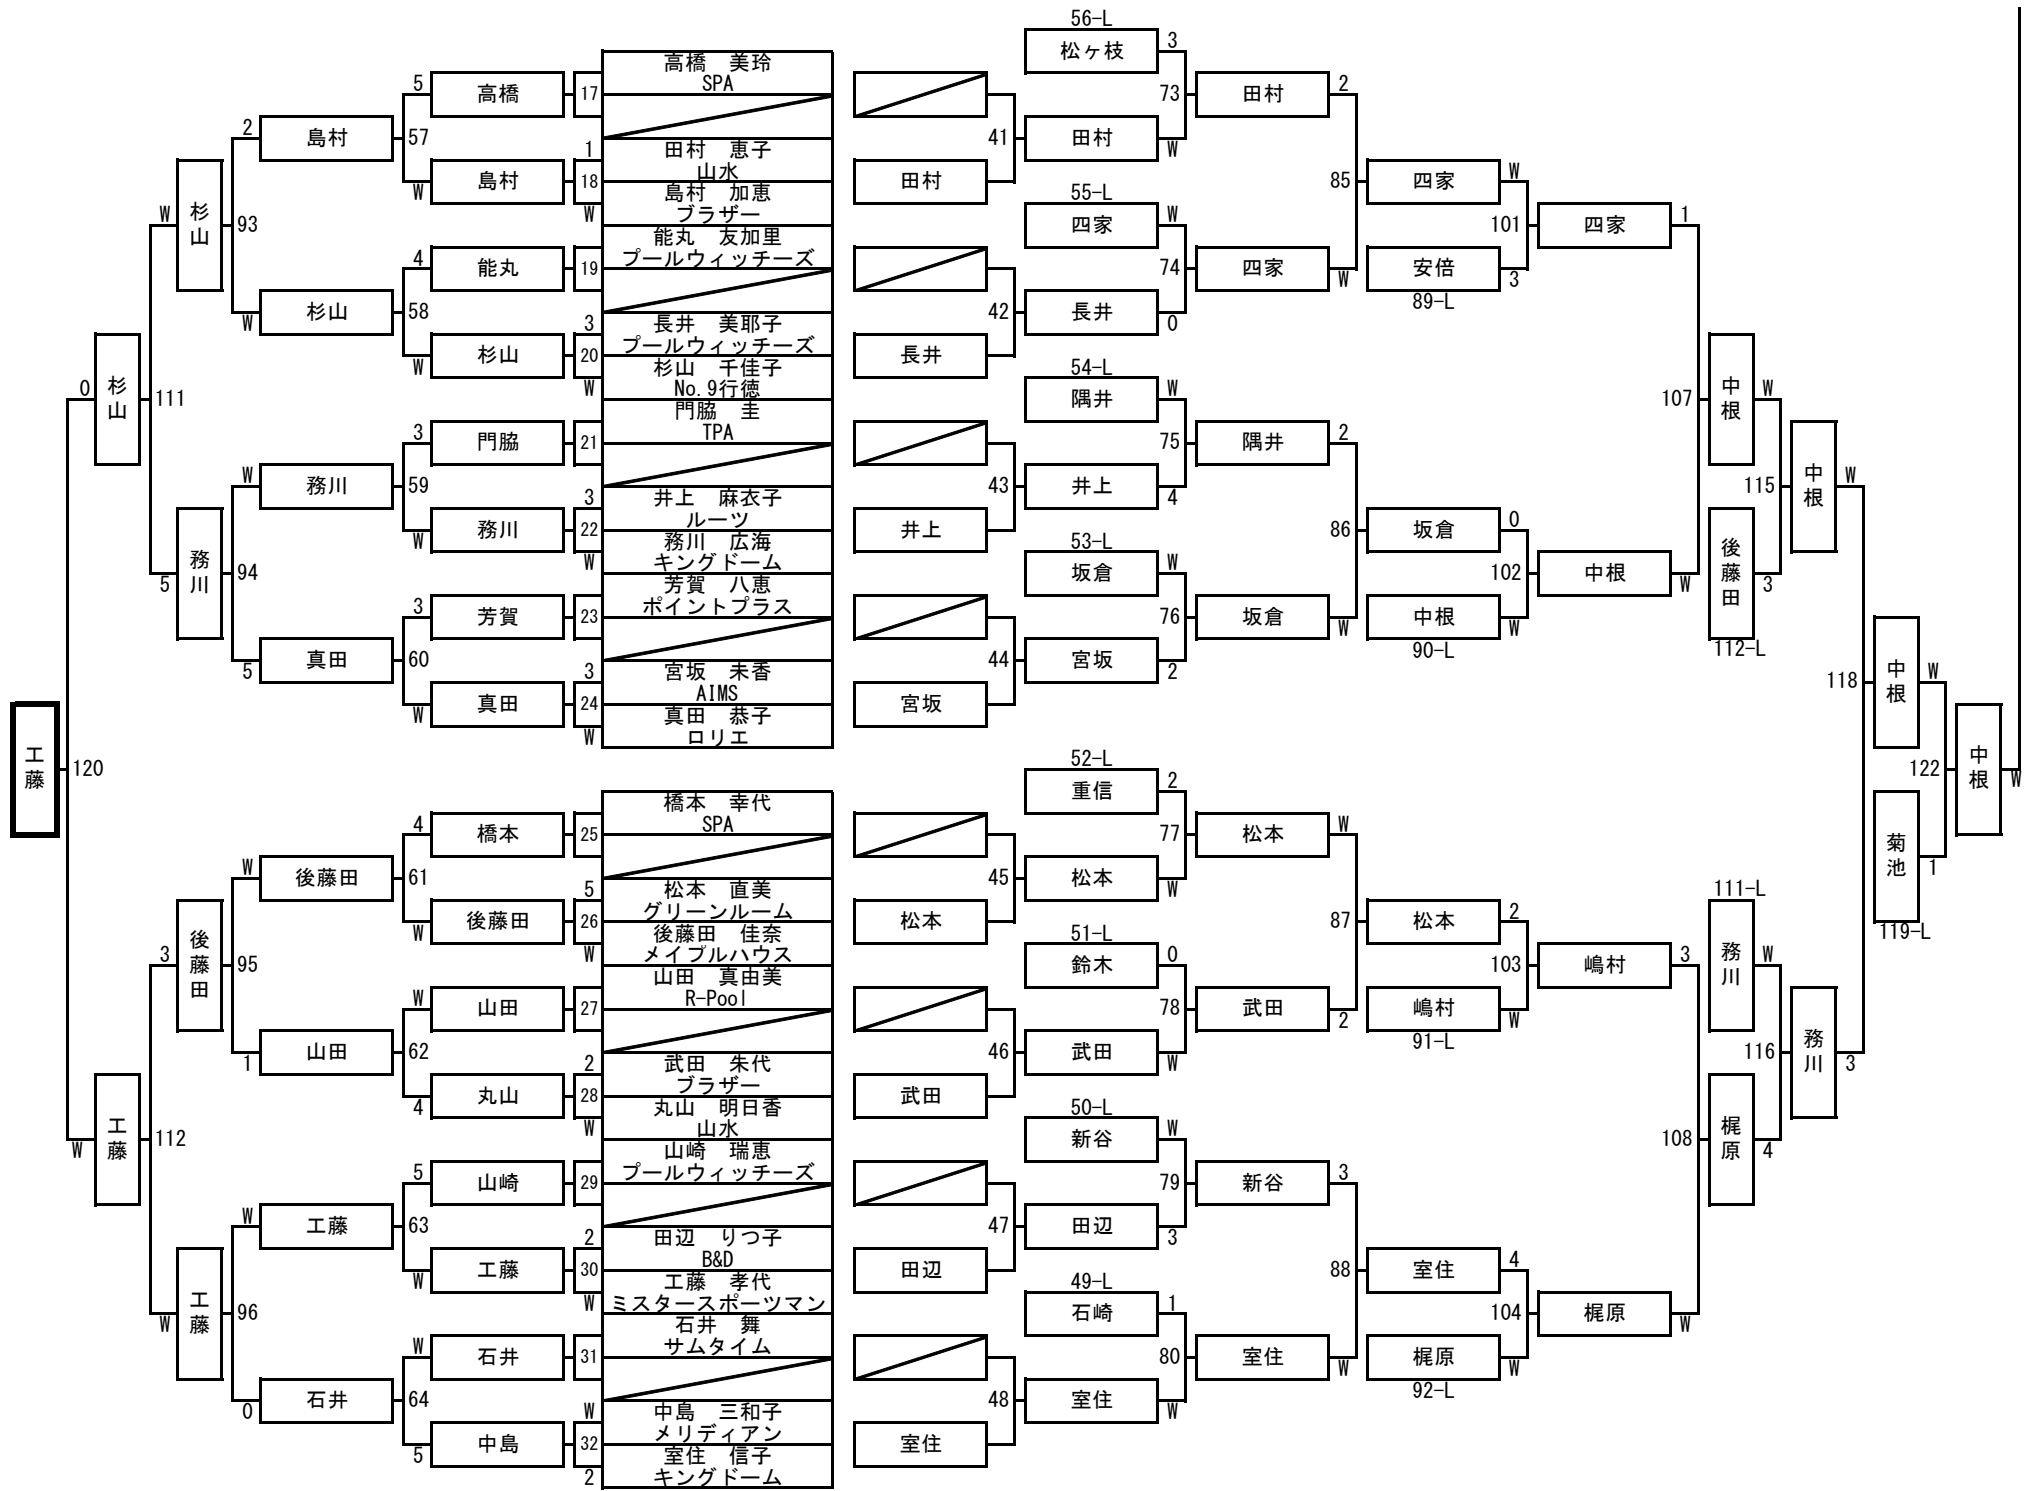 56-L
松ヶ枝 3
高橋 美玲
5 高橋 17 SPA 73 田村 2
2 島村 57 41 田村 W
1 田村 恵子
W 島村 18 山水 田村 85 四家 W
島村 加恵 55-L
W 杉山 93 W ブラザー 四家 W 101 四家 1
能丸 友加里
4 能丸 19 プールウィッチーズ 74 四家 W 安倍 3
89-L
W 杉山 58 42 長井 0
3 長井 美耶子
W 杉山 20 プールウィッチーズ 長井
杉山 千佳子 54-L
0 杉山 111 W No.9行徳 隅井 W 107 中根 W
門脇 圭
3 門脇 21 TPA 75 隅井 2
W 務川 59 43 井上 4 115 中根 W
3 井上 麻衣子
W 務川 22 ルーツ 井上 86 坂倉 0
務川 広海 53-L
5 務川 94 W キングドーム 坂倉 W 102 中根 W 後藤田 3
112-L
芳賀 八恵
3 芳賀 23 ポイントプラス 76 坂倉 W 中根 W
90-L
5 真田 60 44 宮坂 2
3 宮坂 未香
W 真田 24 AIMS 宮坂 118 中根 W
真田 恭子
W ロリエ
工藤 120 52-L
重信 2 122 中根 W
橋本 幸代
4 橋本 25 SPA 77 松本 W
W 後藤田 61 45 松本 W 菊池 1
119-L
5 松本 直美
W 後藤田 26 グリーンルーム 松本 87 松本 2
後藤田 佳奈 51-L 111-L
3 後藤田 95 W メイプルハウス 鈴木 0 103 嶋村 3 務川 W
山田 真由美
W 山田 27 R-Pool 78 武田 2 嶋村 W
91-L
1 山田 62 46 武田 W 116 務川 3
2 武田 朱代
4 丸山 28 ブラザー 武田
丸山 明日香 50-L
W 工藤 112 W 山水 新谷 W 108 梶原 4
山崎 瑞恵
5 山崎 29 プールウィッチーズ 79 新谷 3
W 工藤 63 47 田辺 3
2 田辺 りつ子
W 工藤 30 B&D 田辺 88 室住 4
工藤 孝代 49-L
W 工藤 96 W ミスタースポーツマン 石崎 1 104 梶原 W
石井 舞
W 石井 31 サムタイム 80 室住 W 梶原 W
92-L
0 石井 64 48 室住 W
W 中島 三和子
5 中島 32 メリディアン 室住
室住 信子
2 キングドーム